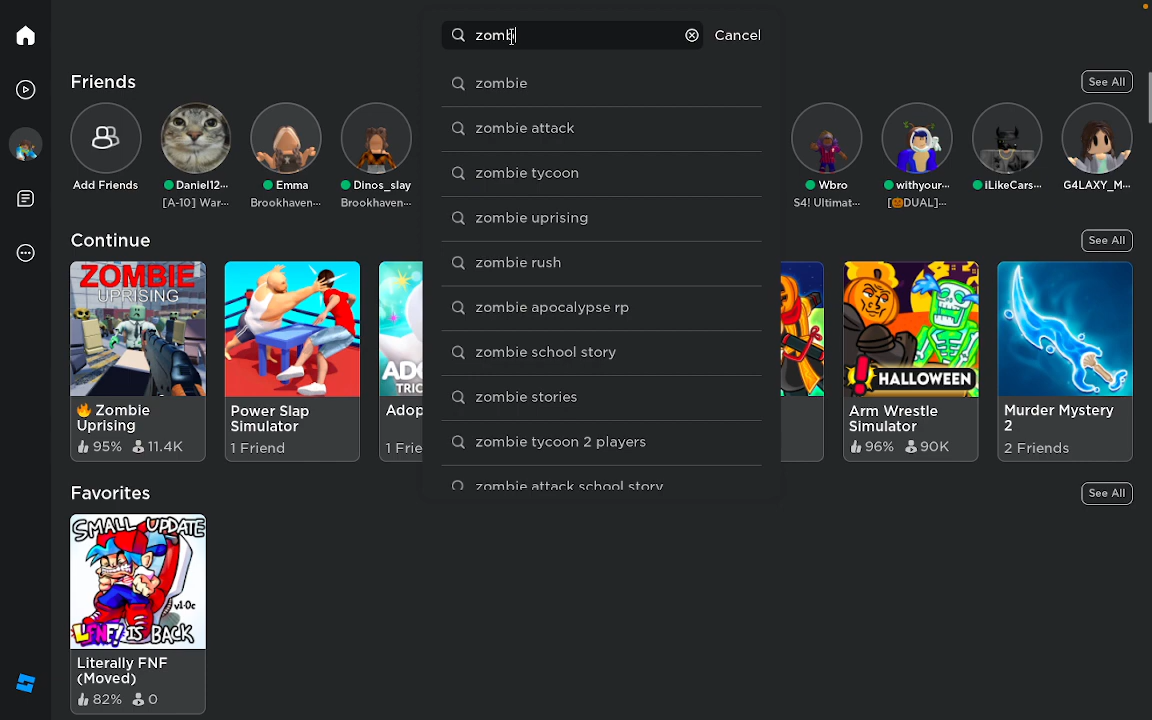 zomb
Cancel
zombie
zombie attack
zombie tycoon
zombie uprising
zombie rush
zombie apocalypse rp
zombie school story
zombie stories
zombie tycoon 2 players
zombie attack school story
Friends
See All
Add Friends
Daniel12...
[A-10] War...
Emma
Brookhaven...
Dinos_slay
Brookhaven...
Wbro
S4! Ultimat...
withyour...
[🎃DUAL]...
iLikeCars...
G4LAXY_M...
Continue
See All
ZOMBIE
UPRISING
🔥 Zombie
Uprising
95% 11.4K
Power Slap
Simulator
1 Friend
ADO
TRIC
Adop
1 Frie
HALLOWEEN
Arm Wrestle
Simulator
96% 90K
Murder Mystery
2
2 Friends
Favorites
See All
SMALL UPDATE
v1.0c
LFNF! IS BACK
Literally FNF
(Moved)
82% 0